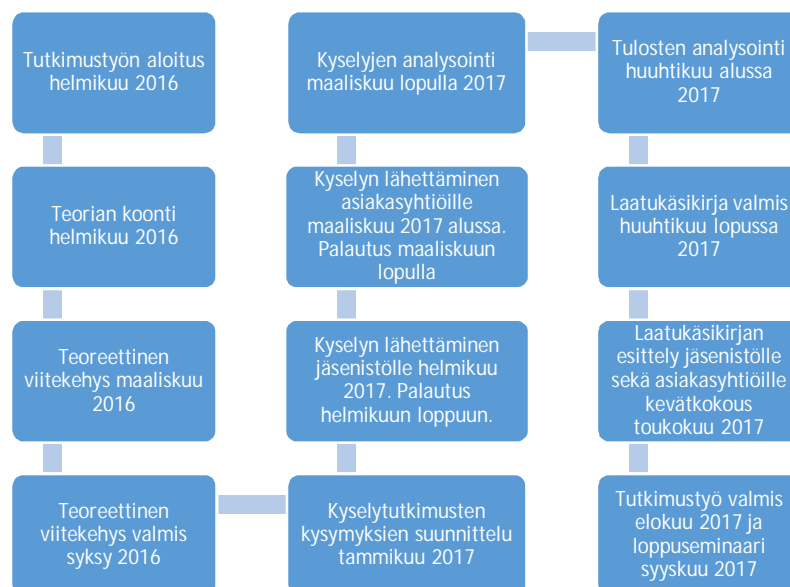 Tutkimustyön aloitus
helmikuu 2016
Teorian koonti
helmikuu 2016
Teoreettinen
viitekehys maaliskuu
2016
Teoreettinen
viitekehys valmis
syksy 2016
Kyselytutkimusten
kysymyksien suunnittelu
tammikuu 2017
Kyselyn lähettäminen
jäsenistölle helmikuu
2017. Palautus
helmikuun loppuun.
Kyselyn lähettäminen
asiakasyhtiöille
maaliskuu 2017 alussa.
Palautus maaliskuun
lopulla
Kyselyjen analysointi
maaliskuu lopulla 2017
Tulosten analysointi
huuhtikuu alussa
2017
Laatukäsikirja valmis
huuhtikuu lopussa
2017
Laatukäsikirjan
esittely jäsenistölle
sekä asiakasyhtiöille
kevätkokous
toukokuu 2017
Tutkimustyö valmis
elokuu 2017 ja
loppuseminaari
syyskuu 2017